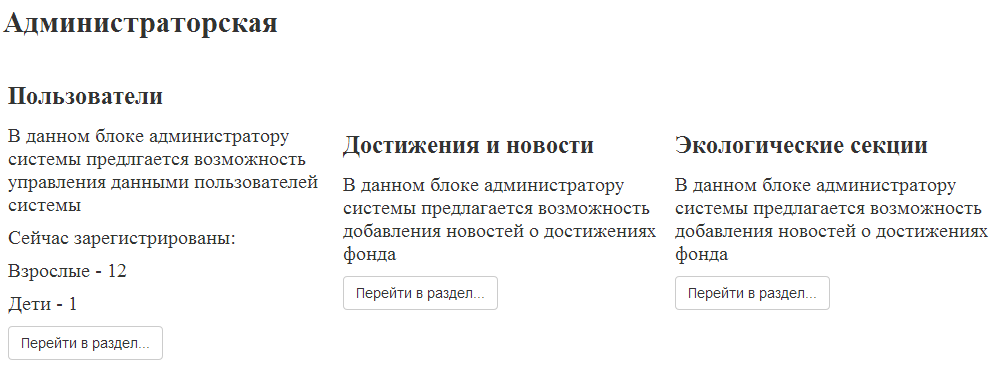 Администраторская
Пользователи
В данном блоке администратору
системы предлгается возможность
управления данными пользователей
системы
Сейчас зарегистрированы:
Взрослые - 12
Дети - 1
Перейти в раздел...
Достижения и новости
В данном блоке администратору
системы предлагается возможность
добавления новостей о достижениях
фонда
Перейти в раздел...
Экологические секции
В данном блоке администратору
системы предлагается возможность
добавления новостей о достижениях
фонда
Перейти в раздел...